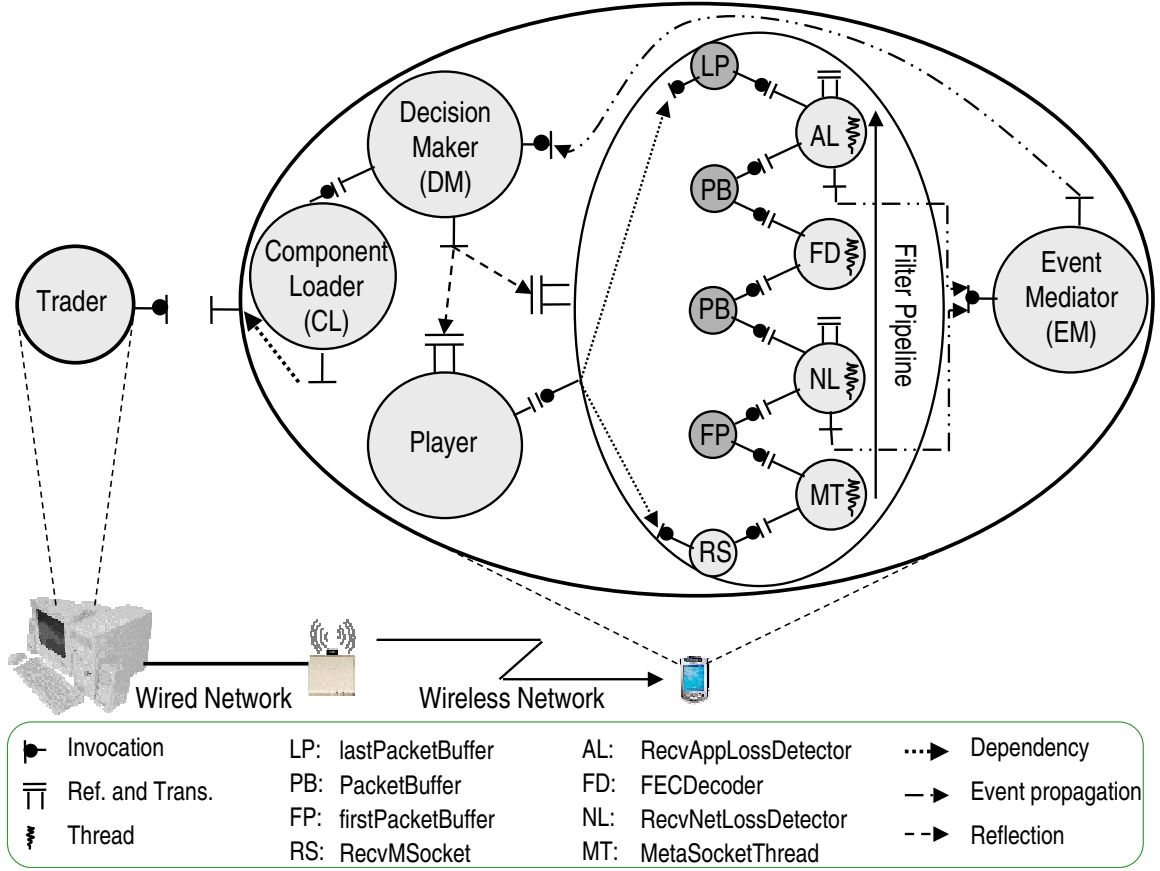 LP
Decision
Maker
(DM)
AL
PB
Component
Loader
(CL)
FD
Filter Pipeline
Event
Mediator
(EM)
Trader
PB
NL
Player
FP
MT
RS
Wired Network
Wireless Network
Invocation
Ref. and Trans.
Thread
LP: lastPacketBuffer
PB: PacketBuffer
FP: firstPacketBuffer
RS: RecvMSocket
AL: RecvAppLossDetector
FD: FECDecoder
NL: RecvNetLossDetector
MT: MetaSocketThread
Dependency
Event propagation
Reflection